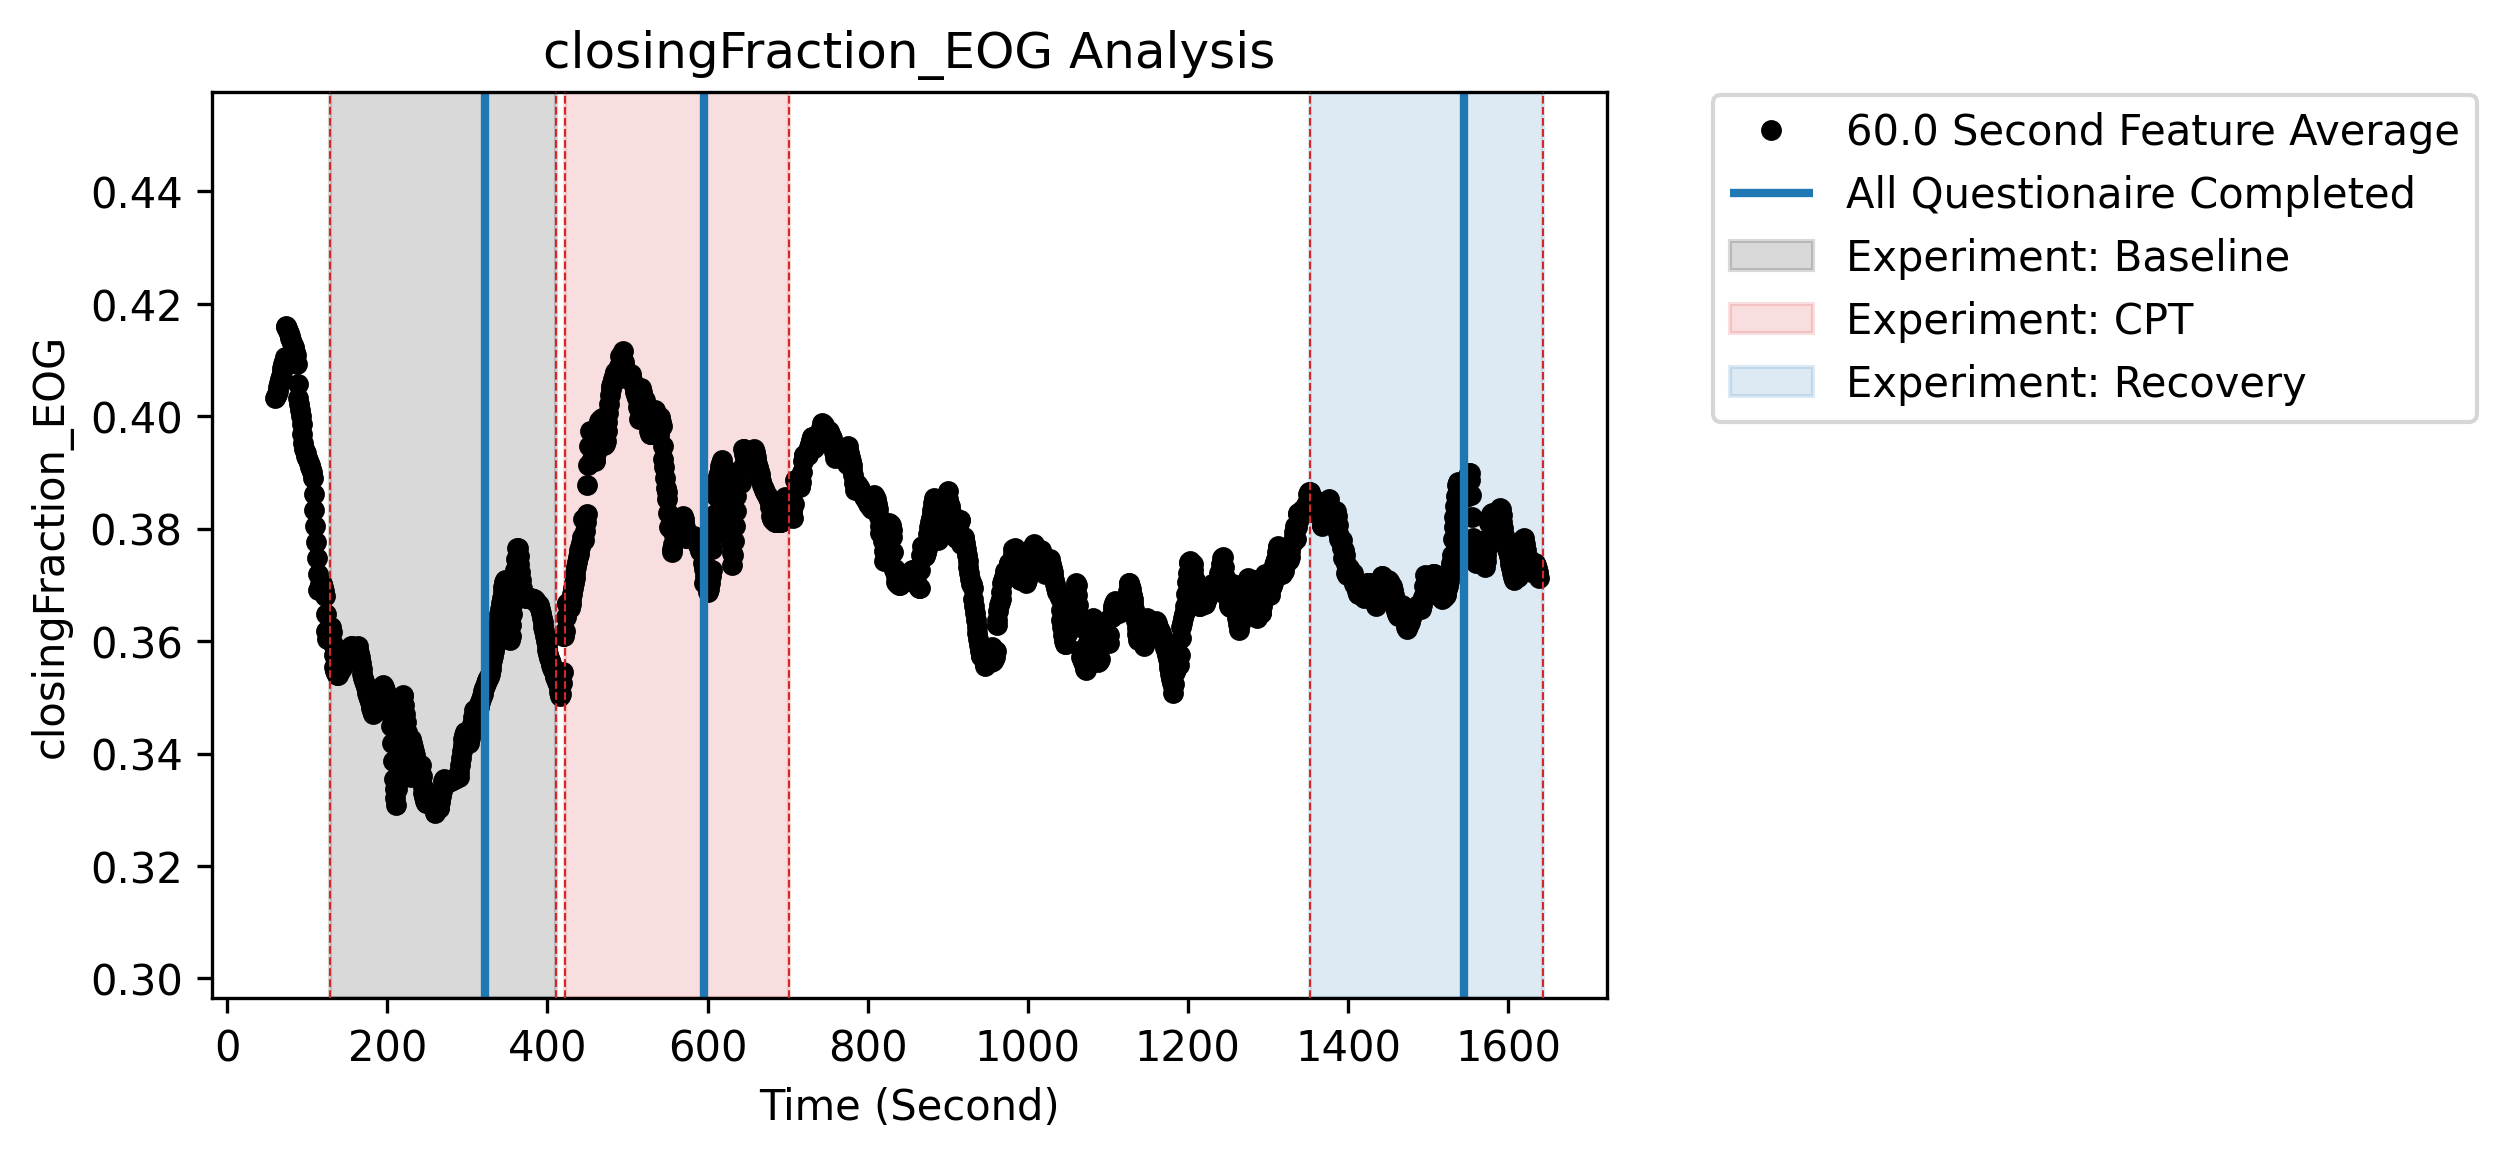 closingFraction_EOG Analysis
closingFraction_EOG
0.44
0.42
0.40
0.38
0.36
0.34
0.32
0.30
0 200 400 600 800 1000 1200 1400 1600
Time (Second)
60.0 Second Feature Average
All Questionaire Completed
Experiment: Baseline
Experiment: CPT
Experiment: Recovery